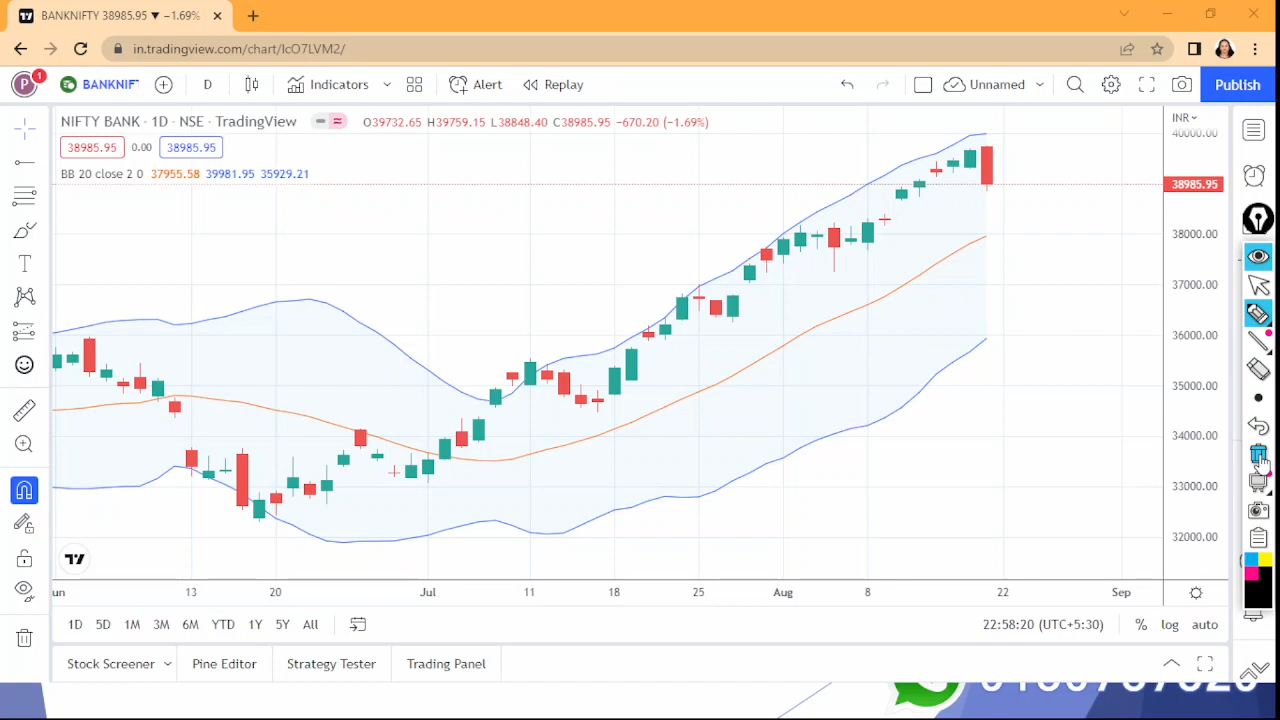 BANKNIFTY 38985.95 ▼ −1.69%
in.tradingview.com/chart/IcO7LVM2/
P 1 BANKNIF D Indicators Alert Replay Unnamed Publish
NIFTY BANK · 1D · NSE · TradingView O39732.65 H39759.15 L38848.40 C38985.95 −670.20 (−1.69%)
INR
40000.00
38985.95 0.00 38985.95
BB 20 close 2 0 37955.58 39981.95 35929.21
38985.95
38000.00
37000.00
36000.00
35000.00
34000.00
33000.00
32000.00
un 13 20 Jul 11 18 25 Aug 8 22 Sep
1D 5D 1M 3M 6M YTD 1Y 5Y All 22:58:20 (UTC+5:30) % log auto
Stock Screener Pine Editor Strategy Tester Trading Panel